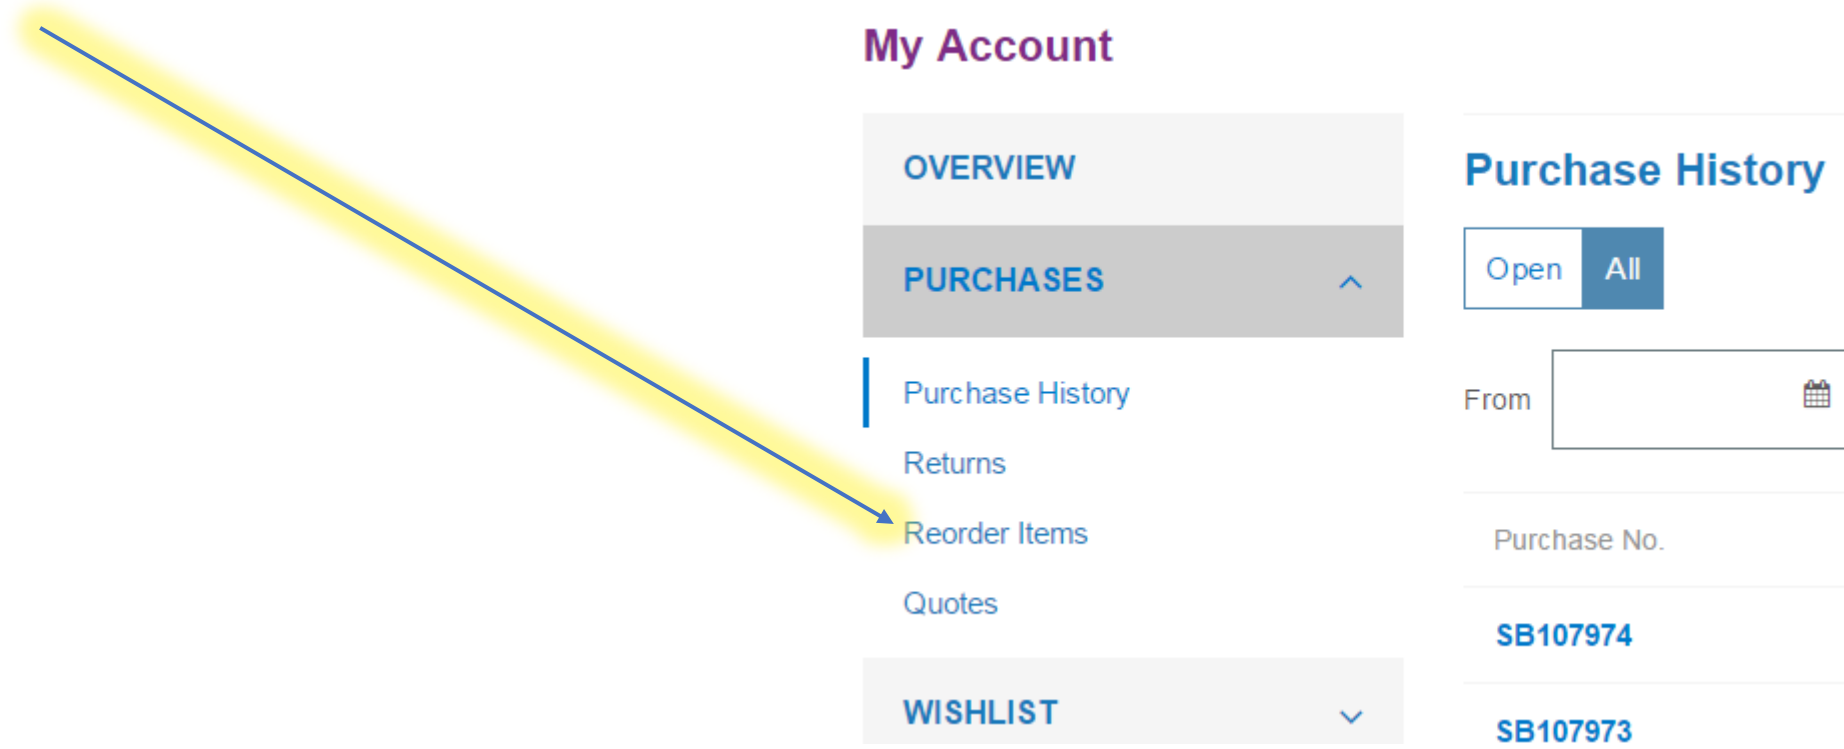 My Account
OVERVIEW
PURCHASES
Purchase History
Returns
Reorder Items
Quotes
WISHLIST
Purchase History
Open All
From
Purchase No.
SB107974
SB107973